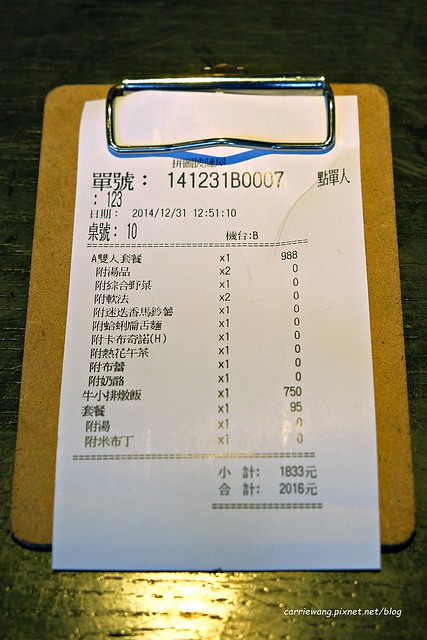 單號： 141231B0007 點單人
: 123
日期： 2014/12/31 12:51:10
桌號： 10 機台:B
A雙人套餐 x1 988
附湯品 x2 0
附綜合野菜 x1 0
附軟法 x2 0
附迷迭香馬鈴薯 x1 0
附蛤蜊扁舌麵 x1 0
附卡布奇諾(H) x1 0
附熱花午茶 x1 0
附布蕾 x1 0
附奶酪 x1 0
牛小排燉飯 x1 750
套餐 x1 95
附湯 x1 0
附米布丁 x1 0
小 計: 1833元
合 計: 2016元
carriewang.pixnet.net/blog